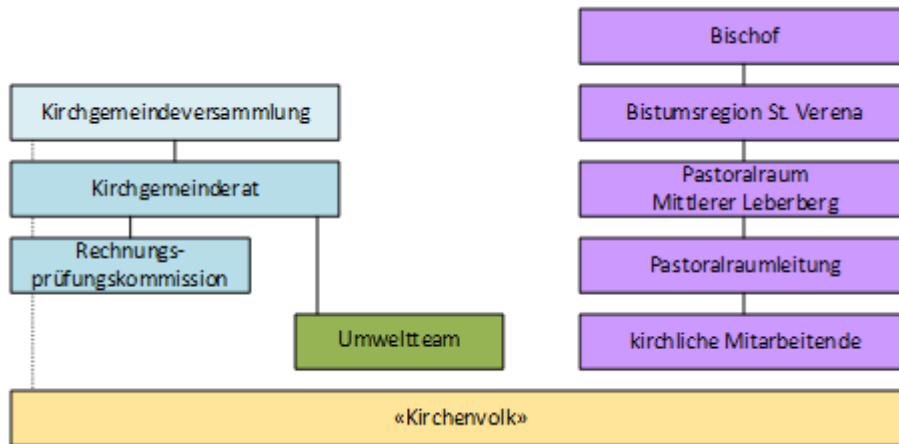 Bischof
Kirchgemeindeversammlung
Bistumsregion St. Verena
Kirchgemeinderat
Pastoralraum
Mittlerer Leberberg
Rechnungs-
prüfungskommission
Pastoralraumleitung
Umweltteam
kirchliche Mitarbeitende
«Kirchenvolk»